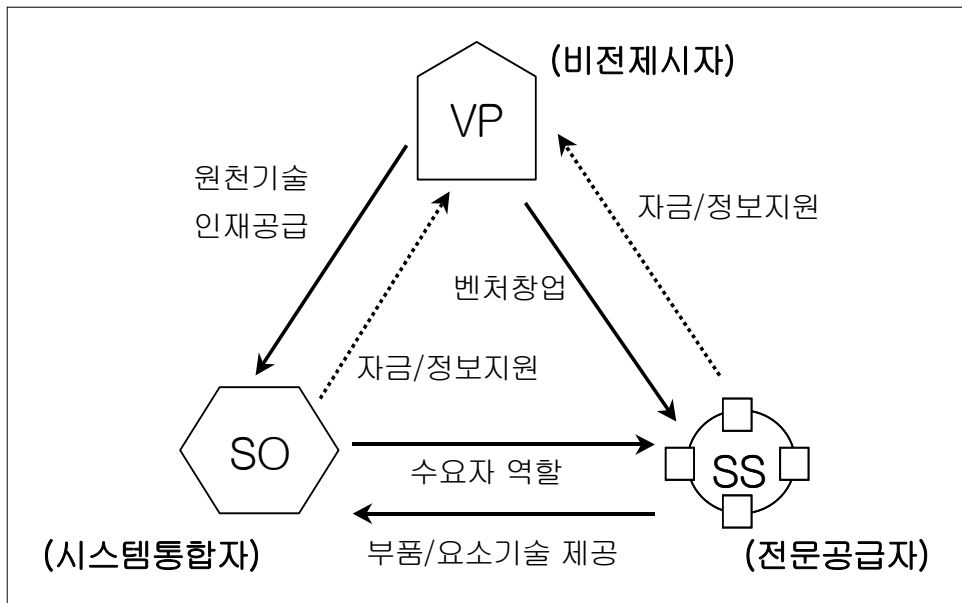 (비전제시자)
VP
원천기술
인재공급
자금/정보지원
벤처창업
자금/정보지원
SO
수요자 역할
SS
(시스템통합자)
부품/요소기술 제공
(전문공급자)